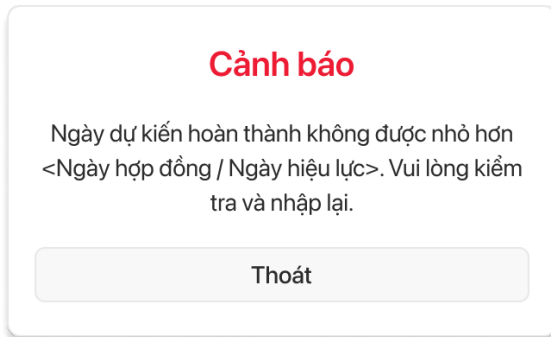 Cảnh báo
Ngày dự kiến hoàn thành không được nhỏ hơn
<Ngày hợp đồng / Ngày hiệu lực>. Vui lòng kiểm
tra và nhập lại.
Thoát